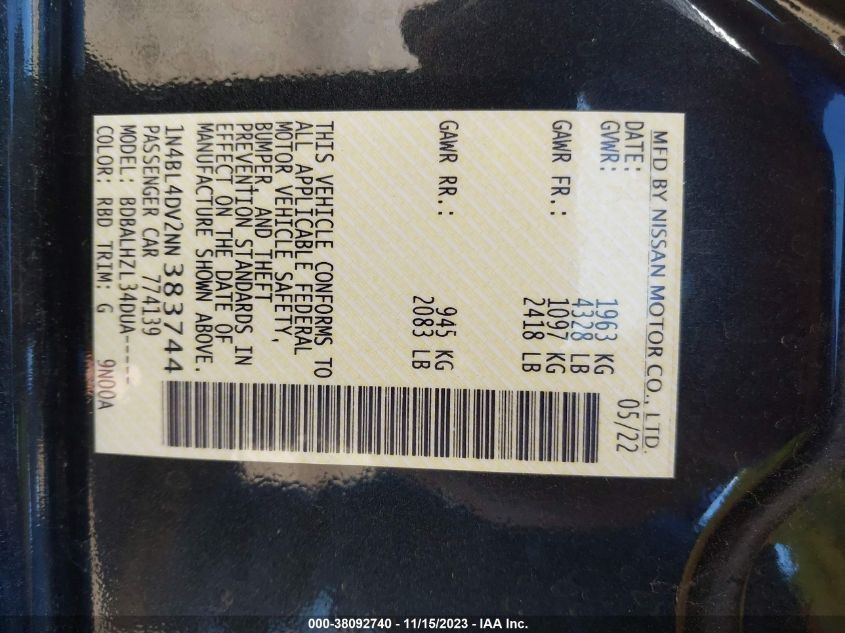 MFD BY NISSAN MOTOR CO., LTD.
DATE: 05/22
GVWR: 1963 KG
4328 LB
GAWR FR.: 1097 KG
2418 LB
GAWR RR.: 945 KG
2083 LB
THIS VEHICLE CONFORMS TO
ALL APPLICABLE FEDERAL
MOTOR VEHICLE SAFETY,
BUMPER, AND THEFT
PREVENTION STANDARDS IN
EFFECT ON THE DATE OF
MANUFACTURE SHOWN ABOVE.
1N4BL4DV2NN383744
PASSENGER CAR 774139
MODEL: BDBALHZL34DUA-----
COLOR: RBD TRIM: G 9N00A
000-38092740 - 11/15/2023 - IAA Inc.